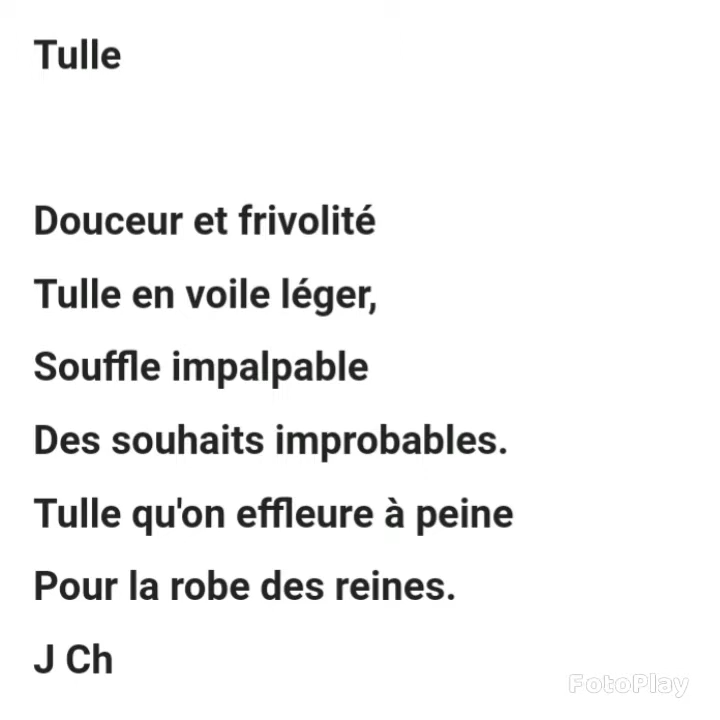 Tulle
Douceur et frivolité
Tulle en voile léger,
Souffle impalpable
Des souhaits improbables.
Tulle qu'on effleure à peine
Pour la robe des reines.
J Ch
FotoPlay